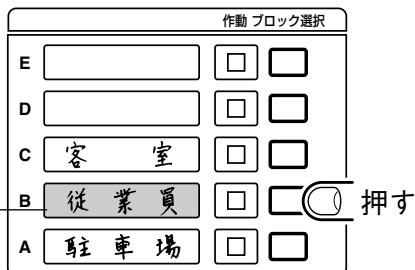 作動 ブロック選択
E
D
C 客 室
B 従 業 員 押す
A 駐 車 場